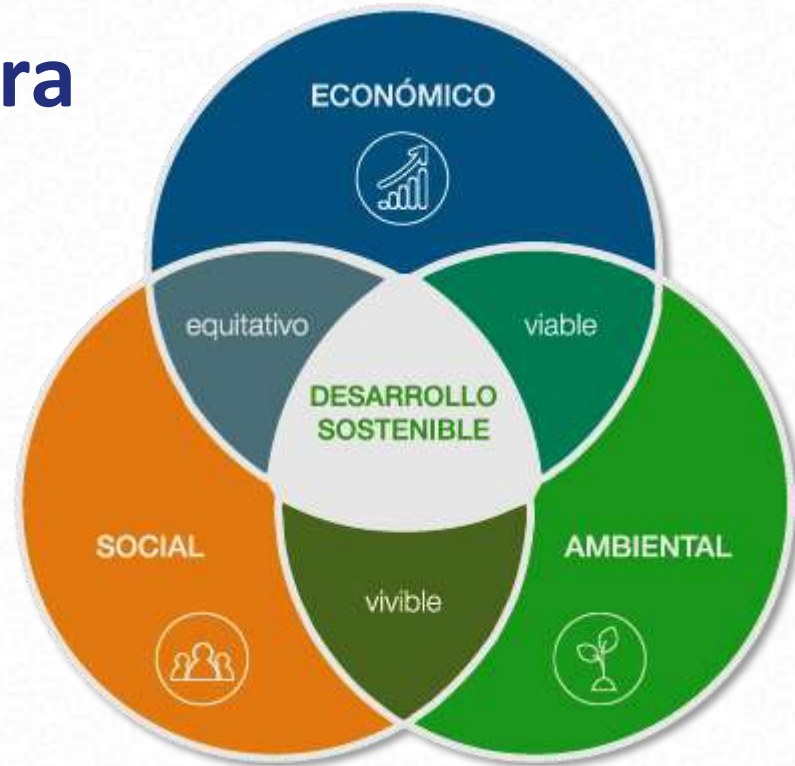 ra
ECONÓMICO
equitativo
viable
DESARROLLO
SOSTENIBLE
SOCIAL
AMBIENTAL
vivible